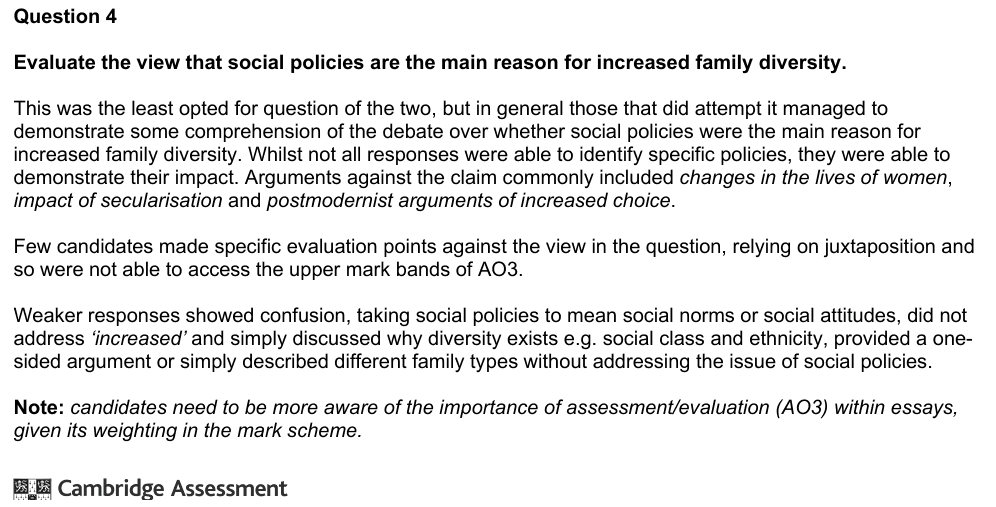 Question 4
Evaluate the view that social policies are the main reason for increased family diversity.
This was the least opted for question of the two, but in general those that did attempt it managed to
demonstrate some comprehension of the debate over whether social policies were the main reason for
increased family diversity. Whilst not all responses were able to identify specific policies, they were able to
demonstrate their impact. Arguments against the claim commonly included changes in the lives of women,
impact of secularisation and postmodernist arguments of increased choice.
Few candidates made specific evaluation points against the view in the question, relying on juxtaposition and
so were not able to access the upper mark bands of AO3.
Weaker responses showed confusion, taking social policies to mean social norms or social attitudes, did not
address ‘increased’ and simply discussed why diversity exists e.g. social class and ethnicity, provided a one-
sided argument or simply described different family types without addressing the issue of social policies.
Note: candidates need to be more aware of the importance of assessment/evaluation (AO3) within essays,
given its weighting in the mark scheme.
Cambridge Assessment